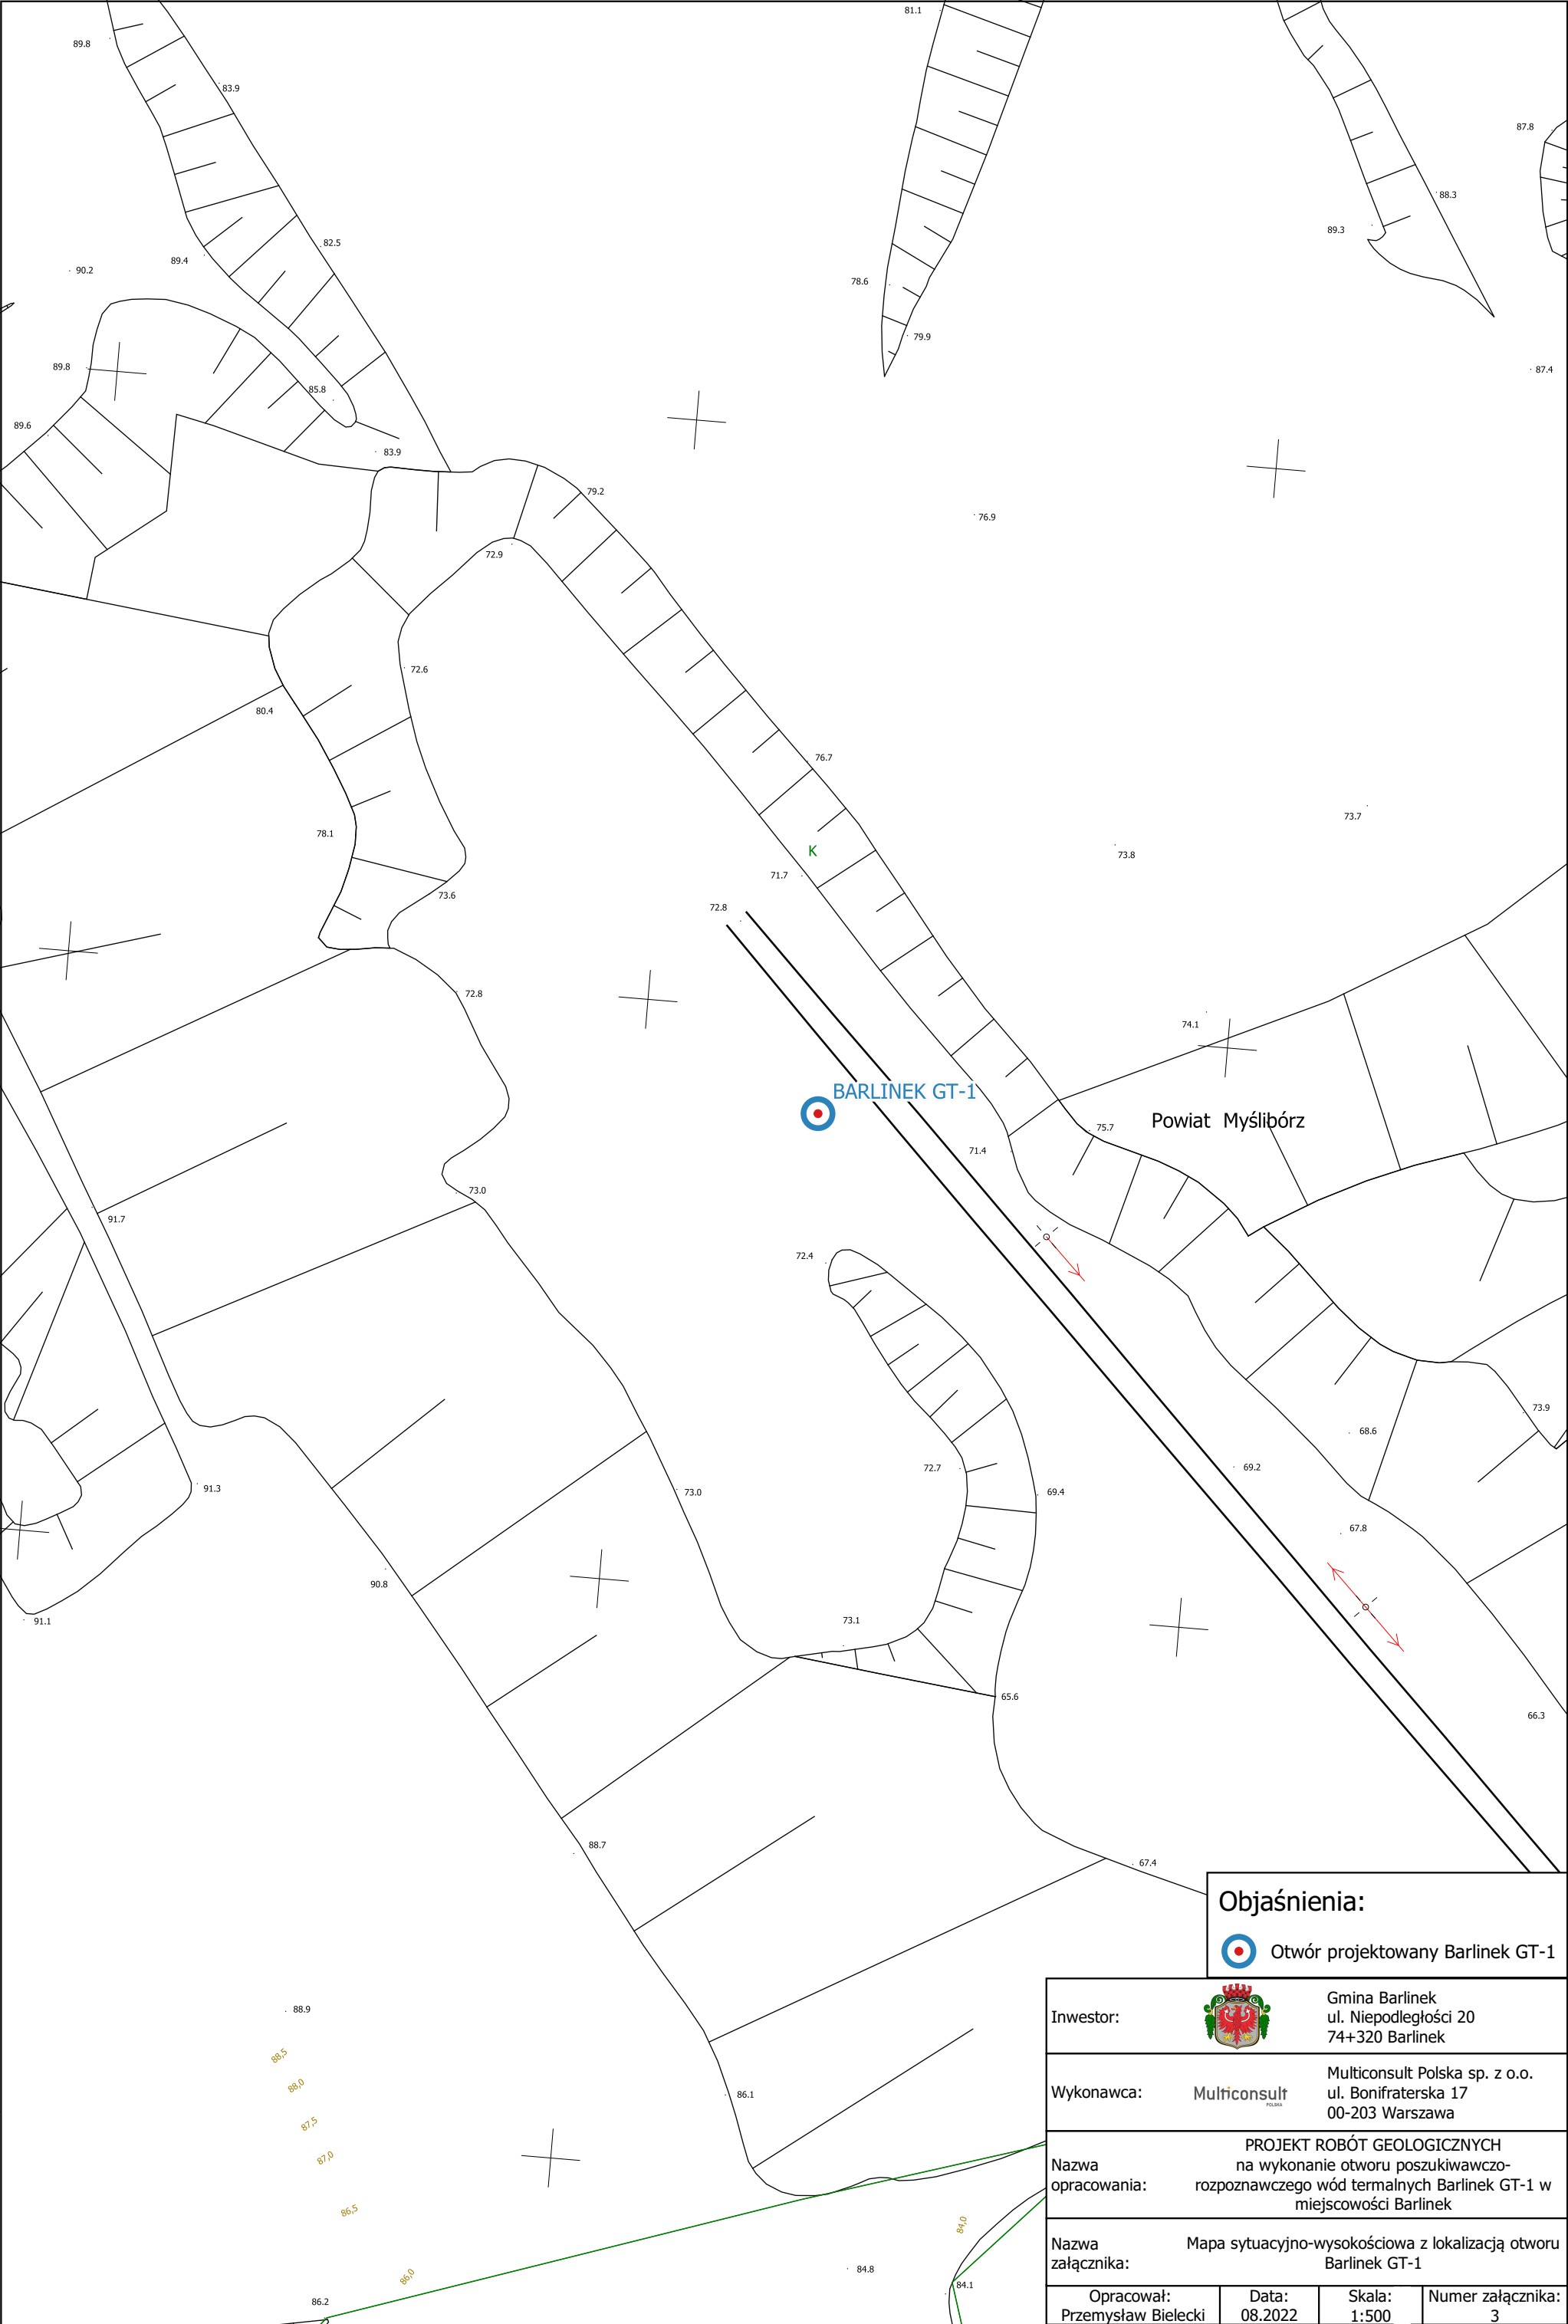 81.1
89.8
83.9
87.8
88.3
89.3
82.5
89.4
90.2
78.6
79.9
89.8
87.4
85.8
89.6
83.9
79.2
76.9
72.9
72.6
80.4
76.7
73.7
78.1
K
73.8
71.7
73.6
72.8
72.8
74.1
BARLINEK GT-1
Powiat Myślibórz
75.7
71.4
73.0
91.7
72.4
73.9
68.6
72.7
69.2
91.3
73.0
69.4
67.8
90.8
91.1
73.1
65.6
66.3
88.7
67.4
88.9
88,5
88,0
86.1
87,5
87,0
86,5
84,0
84.8
86,0
84.1
86.2
Objaśnienia:
Otwór projektowany Barlinek GT-1
Inwestor:
Gmina Barlinek
ul. Niepodległości 20
74+320 Barlinek
Wykonawca:
Multiconsult
POLSKA
Multiconsult Polska sp. z o.o.
ul. Bonifraterska 17
00-203 Warszawa
Nazwa
opracowania:
PROJEKT ROBÓT GEOLOGICZNYCH
na wykonanie otworu poszukiwawczo-
rozpoznawczego wód termalnych Barlinek GT-1 w
miejscowości Barlinek
Nazwa
załącznika:
Mapa sytuacyjno-wysokościowa z lokalizacją otworu
Barlinek GT-1
Opracował:
Przemysław Bielecki
Data:
08.2022
Skala:
1:500
Numer załącznika:
3